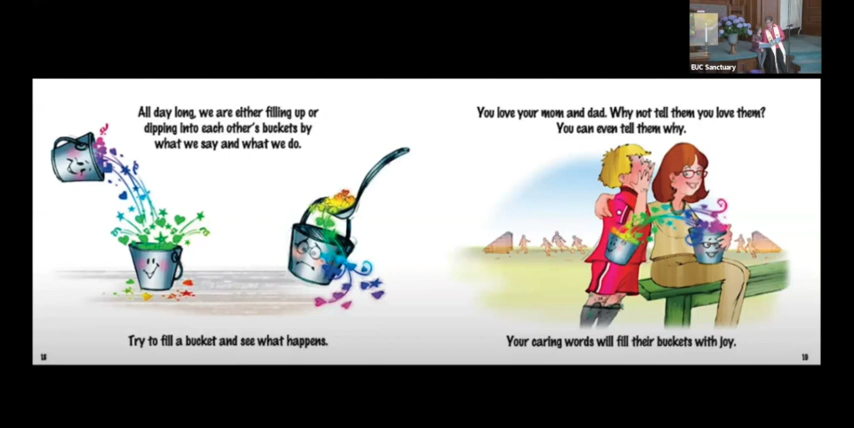 EUC Sanctuary
All day long, we are either filling up or
dipping into each other's buckets by
what we say and what we do.
Try to fill a bucket and see what happens.
18
You love your mom and dad. Why not tell them you love them?
You can even tell them why.
Your caring words will fill their buckets with joy.
19